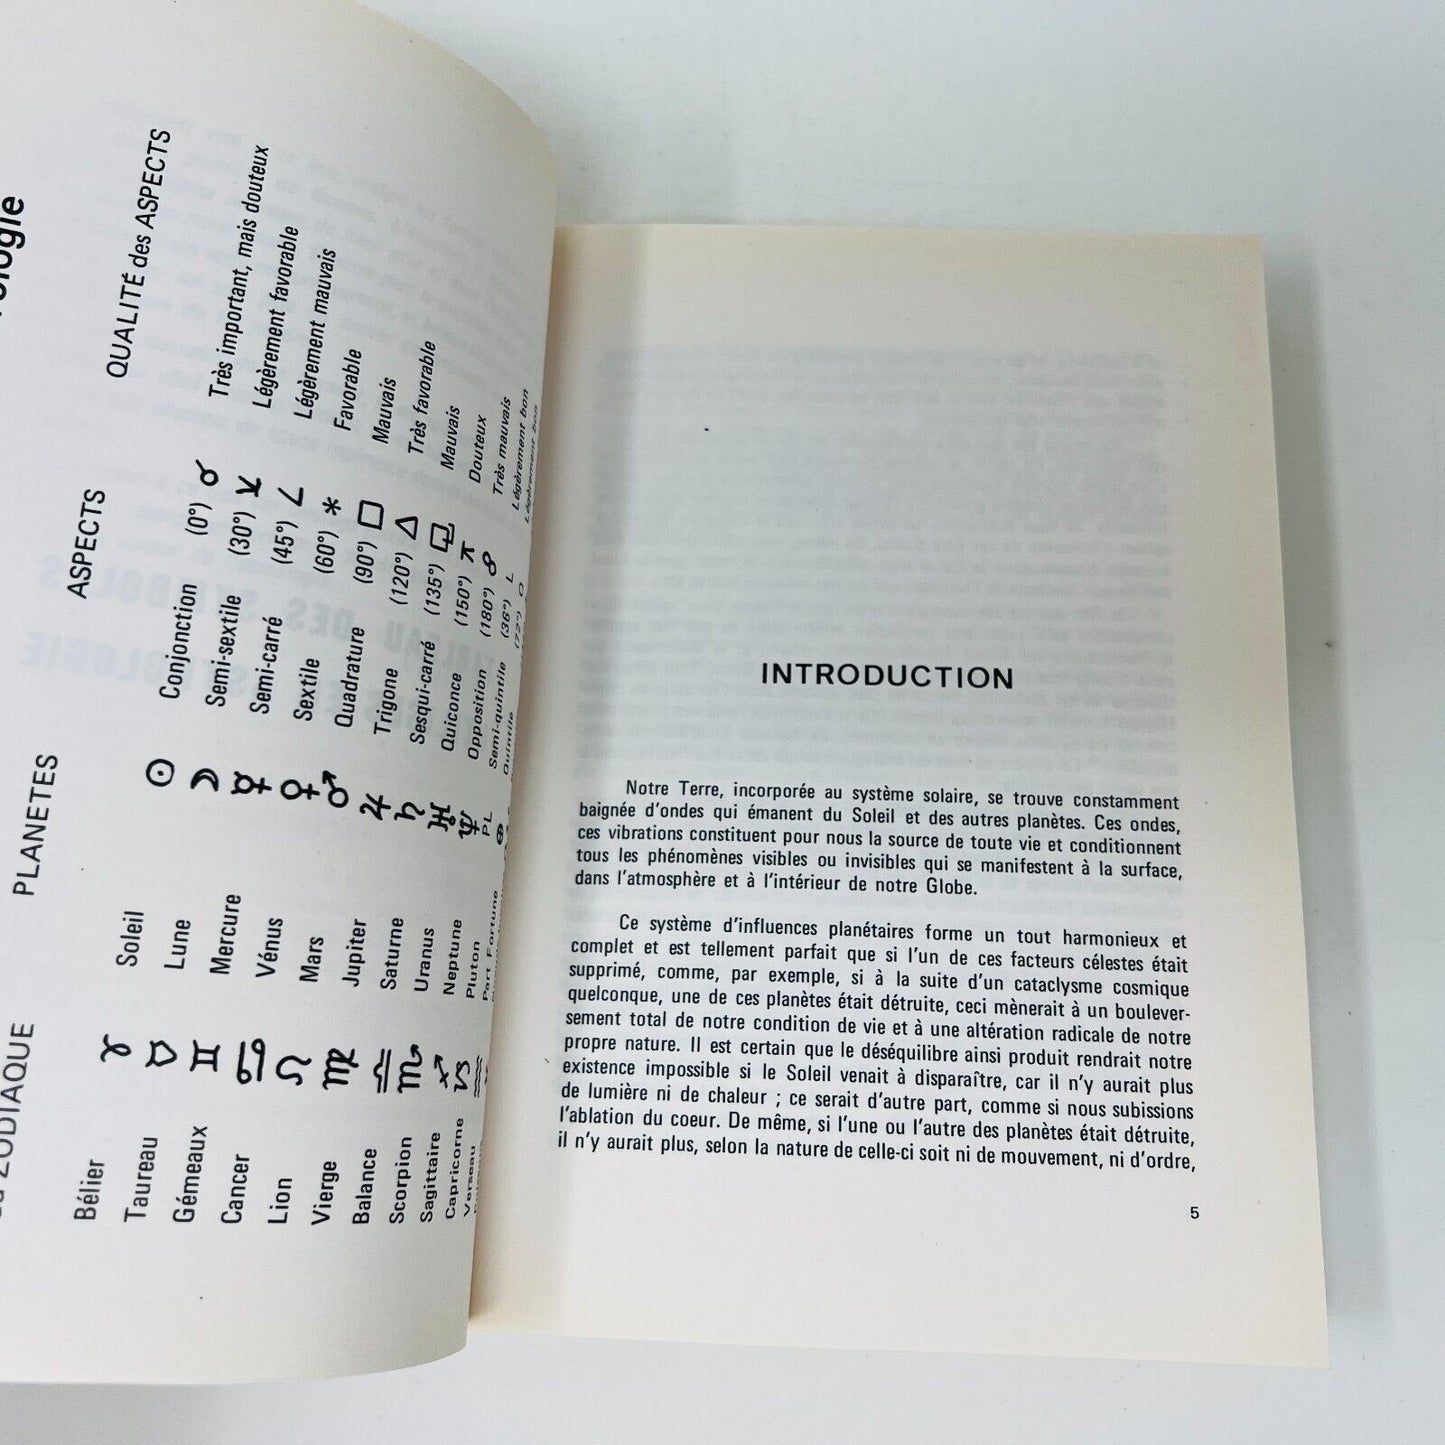 QUALITÉ des ASPECTS
Très important, mais douteux
Légèrement favorable
Légèrement mauvais
Favorable
Mauvais
Très favorable
Mauvais
Douteux
Très mauvais
Légèrement bon
Légèrement bon
ASPECTS
Conjonction (0°) ☌
Semi-sextile (30°) ⚺
Semi-carré (45°) ∠
Sextile (60°) ⚹
Quadrature (90°) □
Trigone (120°) △
Sesqui-carré (135°) ⚼
Quiconce (150°) ⚻
Opposition (180°) ☍
Semi-quintile (36°) L
Quintile (72°) Q
PLANETES
Soleil ☉
Lune ☾
Mercure ☿
Vénus ♀
Mars ♂
Jupiter ♃
Saturne ♄
Uranus ♅
Neptune ♆
Pluton PL
Part Fortune ⊕
ZODIAQUE
Bélier ♈
Taureau ♉
Gémeaux ♊
Cancer ♋
Lion ♌
Vierge ♍
Balance ♎
Scorpion ♏
Sagittaire ♐
Capricorne ♑
Verseau ♒
INTRODUCTION
Notre Terre, incorporée au système solaire, se trouve constamment
baignée d'ondes qui émanent du Soleil et des autres planètes. Ces ondes,
ces vibrations constituent pour nous la source de toute vie et conditionnent
tous les phénomènes visibles ou invisibles qui se manifestent à la surface,
dans l'atmosphère et à l'intérieur de notre Globe.
Ce système d'influences planétaires forme un tout harmonieux et
complet et est tellement parfait que si l'un de ces facteurs célestes était
supprimé, comme, par exemple, si à la suite d'un cataclysme cosmique
quelconque, une de ces planètes était détruite, ceci mènerait à un boulever-
sement total de notre condition de vie et à une altération radicale de notre
propre nature. Il est certain que le déséquilibre ainsi produit rendrait notre
existence impossible si le Soleil venait à disparaître, car il n'y aurait plus
de lumière ni de chaleur ; ce serait d'autre part, comme si nous subissions
l'ablation du coeur. De même, si l'une ou l'autre des planètes était détruite,
il n'y aurait plus, selon la nature de celle-ci soit ni de mouvement, ni d'ordre,
5